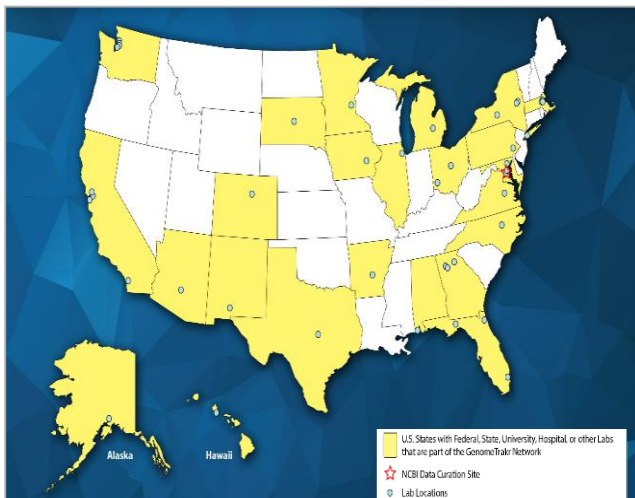 Alaska
Hawaii
U.S. States with Federal, State, University, Hospital, or other Labs
that are part of the GenomeTrakr Network
NCBI Data Curation Site
Lab Locations